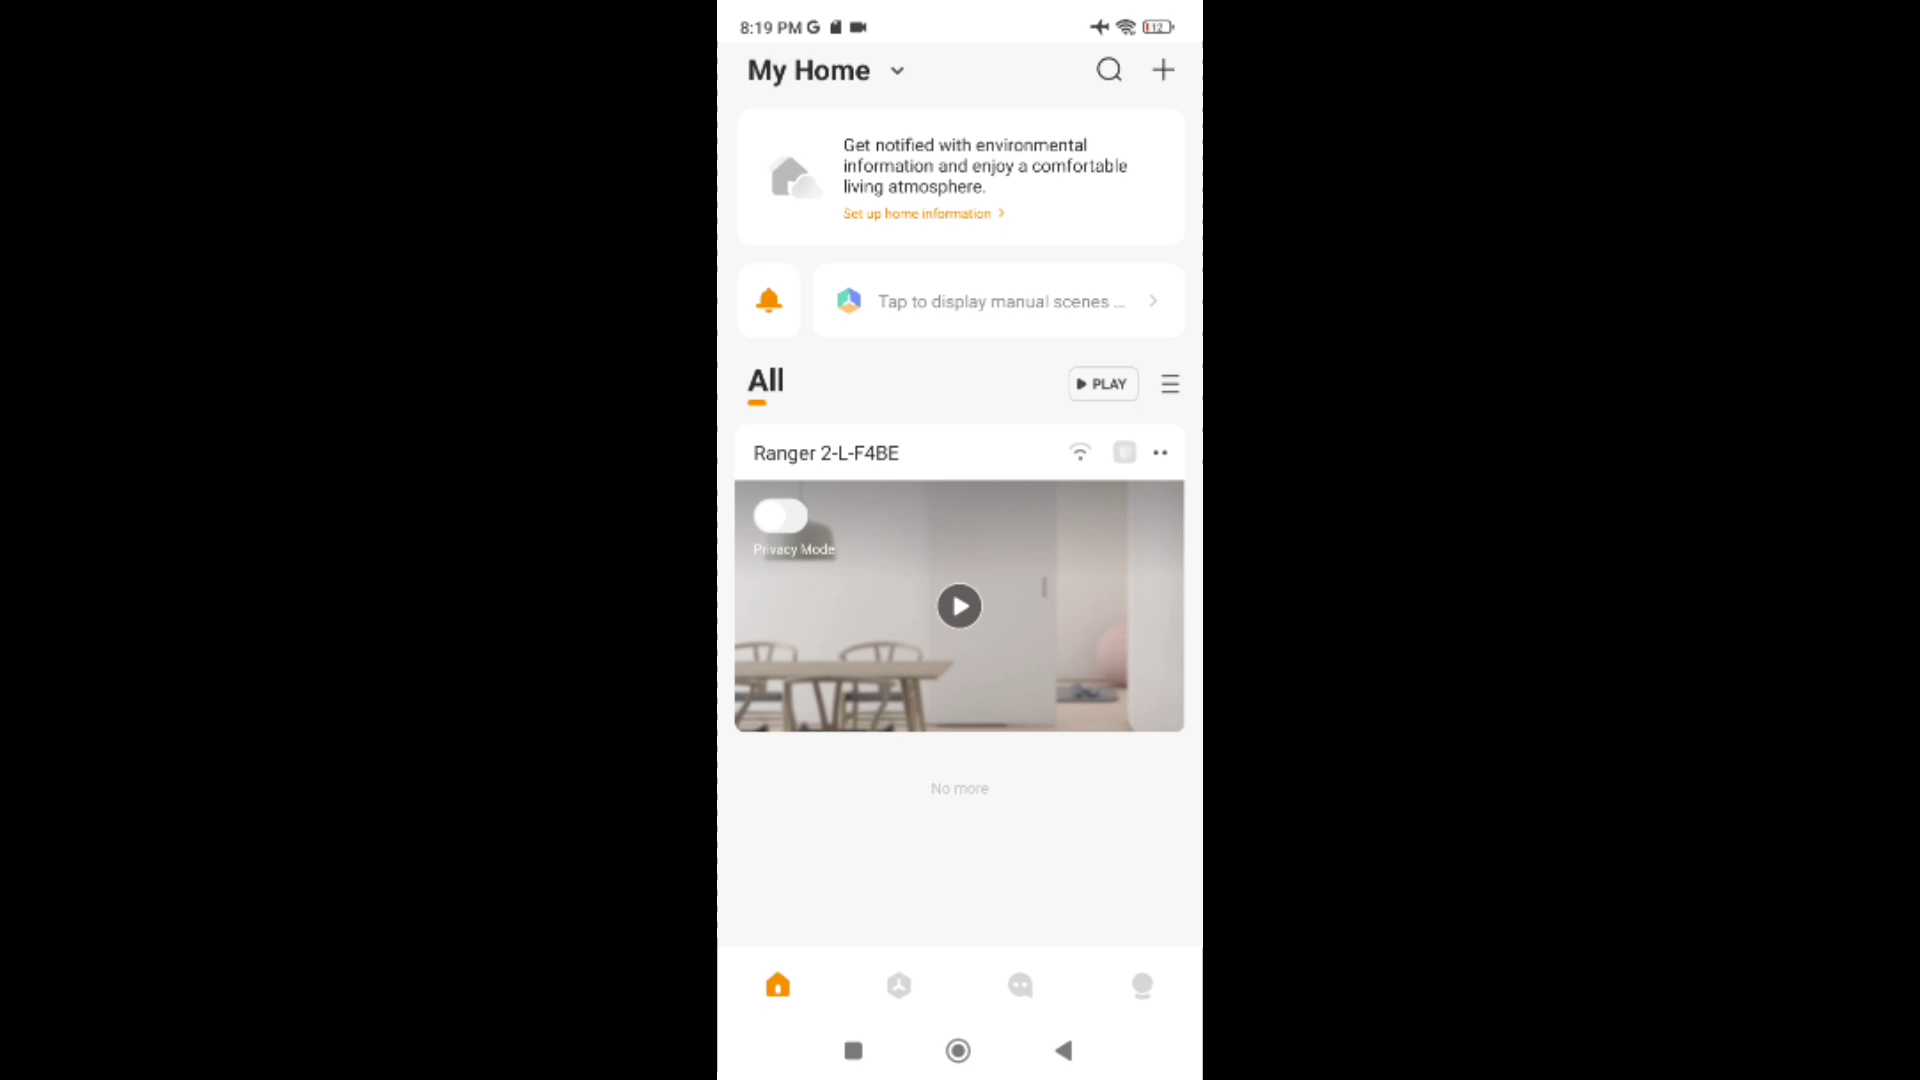 8:19 PM G
12
My Home
Get notified with environmental
information and enjoy a comfortable
living atmosphere.
Set up home information >
Tap to display manual scenes ...
All
PLAY
Ranger 2-L-F4BE
Privacy Mode
No more